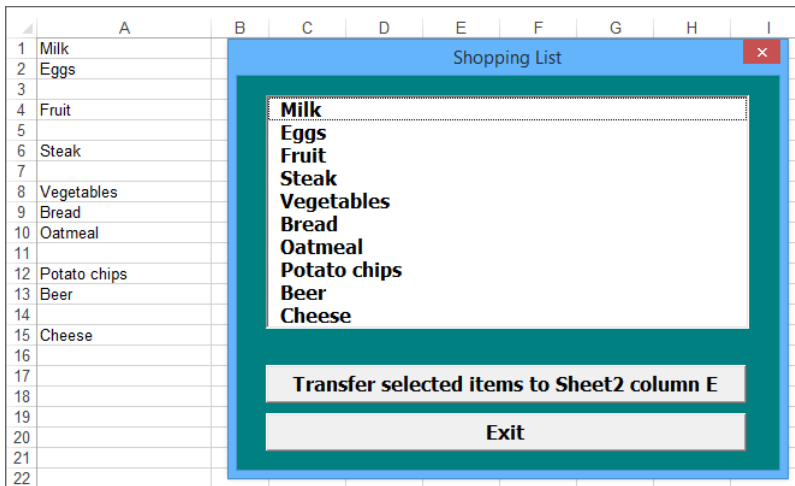 A B C D E F G H I
1 Milk
2 Eggs
3
4 Fruit
5
6 Steak
7
8 Vegetables
9 Bread
10 Oatmeal
11
12 Potato chips
13 Beer
14
15 Cheese
16
17
18
19
20
21
22
Shopping List
Milk
Eggs
Fruit
Steak
Vegetables
Bread
Oatmeal
Potato chips
Beer
Cheese
Transfer selected items to Sheet2 column E
Exit